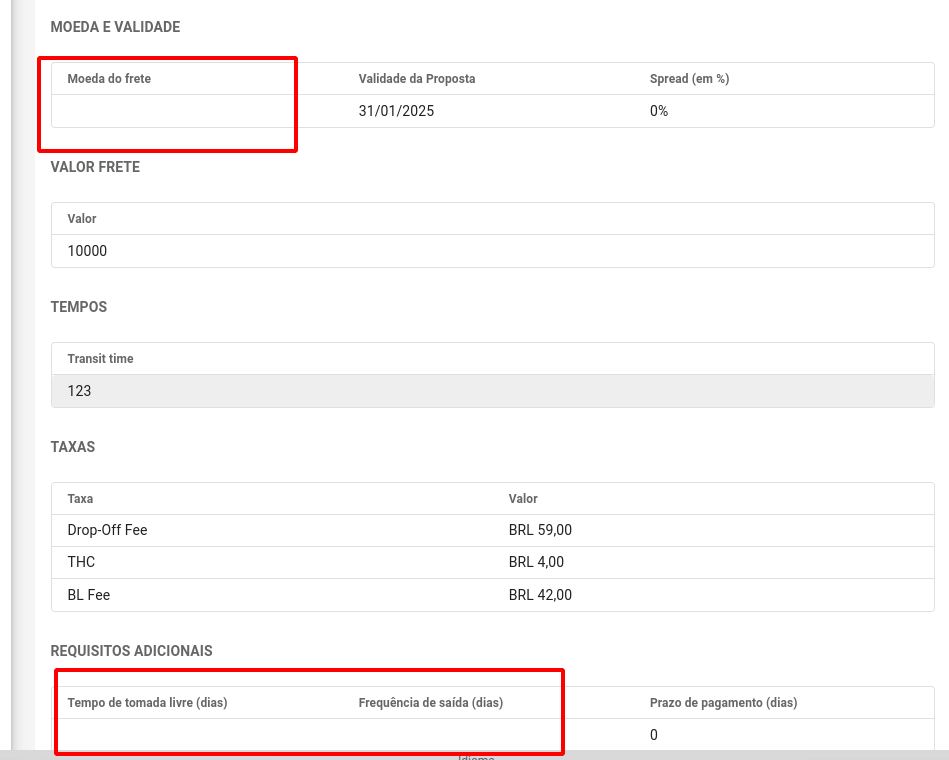 MOEDA E VALIDADE
Moeda do frete Validade da Proposta Spread (em %)
31/01/2025 0%
VALOR FRETE
Valor
10000
TEMPOS
Transit time
123
TAXAS
Taxa Valor
Drop-Off Fee BRL 59,00
THC BRL 4,00
BL Fee BRL 42,00
REQUISITOS ADICIONAIS
Tempo de tomada livre (dias) Frequência de saída (dias) Prazo de pagamento (dias)
0
Idioma